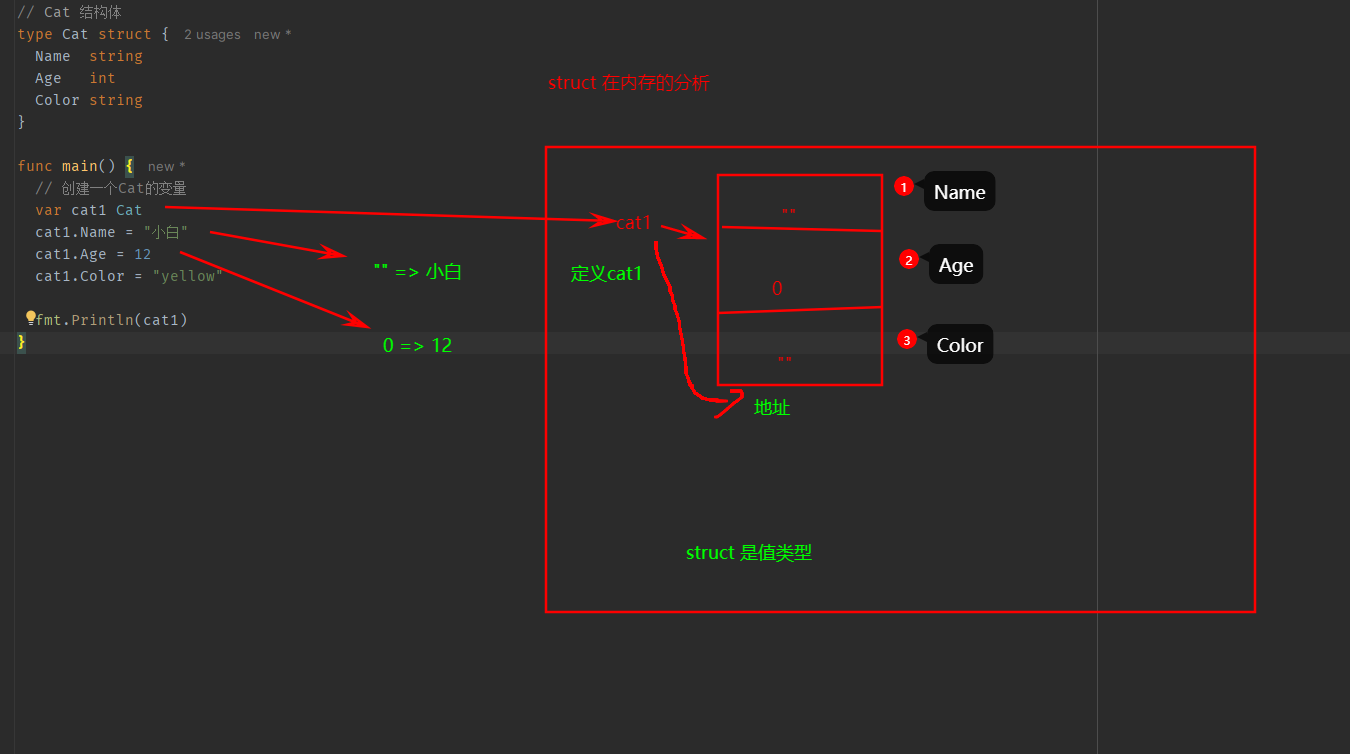 // Cat 结构体
type Cat struct { 2 usages new *
Name string
Age int
Color string
}
func main() { new *
// 创建一个Cat的变量
var cat1 Cat
cat1.Name = "小白"
cat1.Age = 12
cat1.Color = "yellow"
fmt.Println(cat1)
}
"" => 小白
0 => 12
struct 在内存的分析
cat1
定义cat1
""
0
""
1 Name
2 Age
3 Color
地址
struct 是值类型